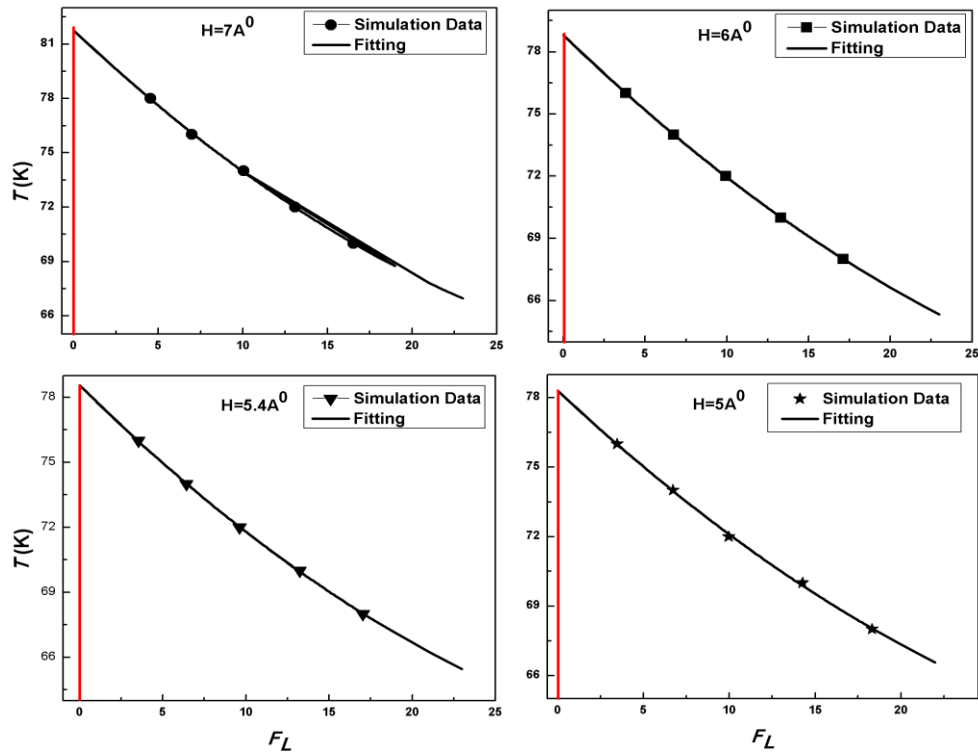 H=7A⁰
Simulation Data
Fitting
T(K)
81
78
75
72
69
66
0 5 10 15 20 25
H=6A⁰
Simulation Data
Fitting
78
75
72
69
66
0 5 10 15 20 25
H=5.4A⁰
Simulation Data
Fitting
T(K)
78
75
72
69
66
0 5 10 15 20 25
F_L
H=5A⁰
Simulation Data
Fitting
78
75
72
69
66
0 5 10 15 20
F_L